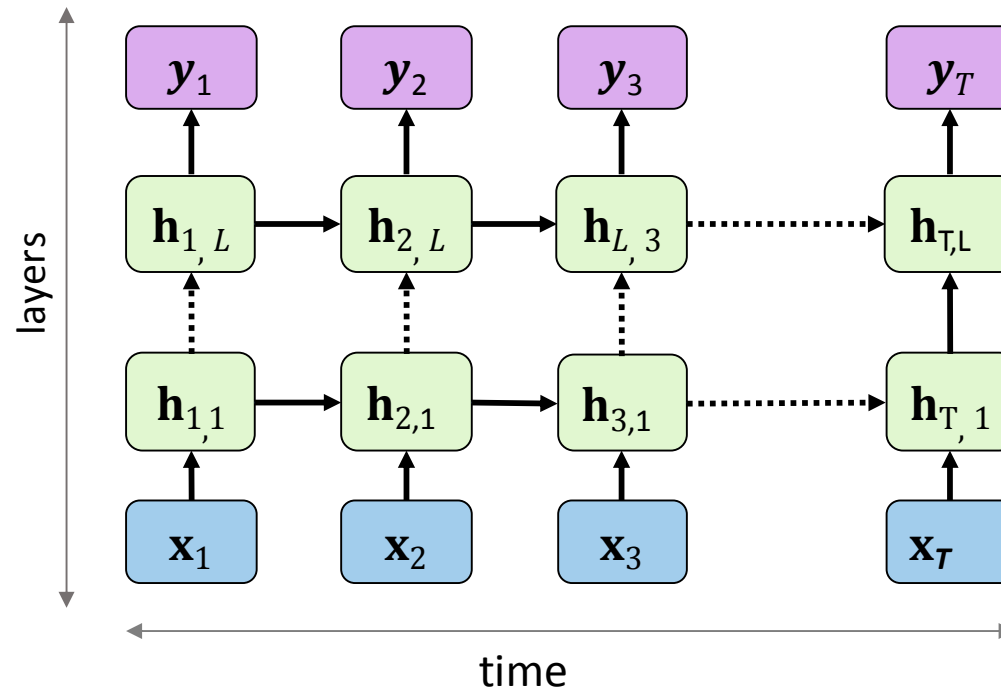 y1 y2 y3 yT
h1, L h2, L hL, 3 hT,L
layers
h1,1 h2,1 h3,1 hT, 1
x1 x2 x3 xT
time